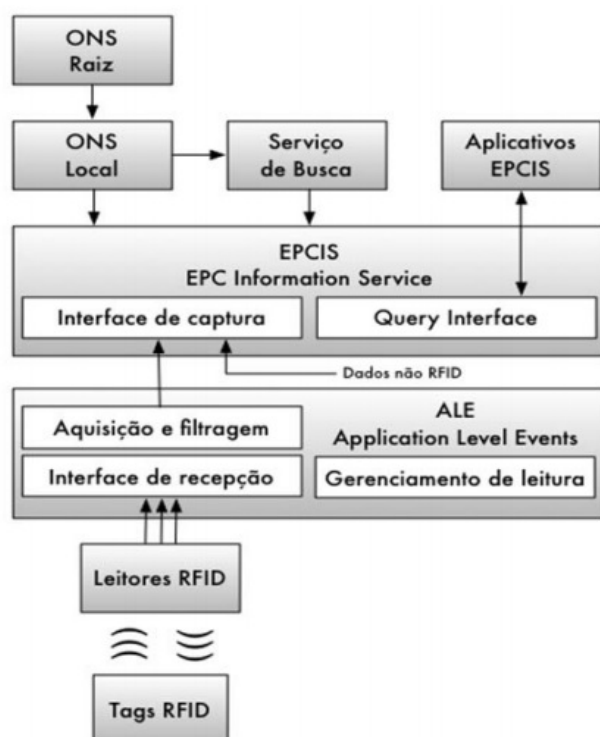 ONS
Raiz
ONS
Local
Serviço
de Busca
Aplicativos
EPCIS
EPCIS
EPC Information Service
Interface de captura
Query Interface
Dados não RFID
ALE
Application Level Events
Aquisição e filtragem
Interface de recepção
Gerenciamento de leitura
Leitores RFID
Tags RFID